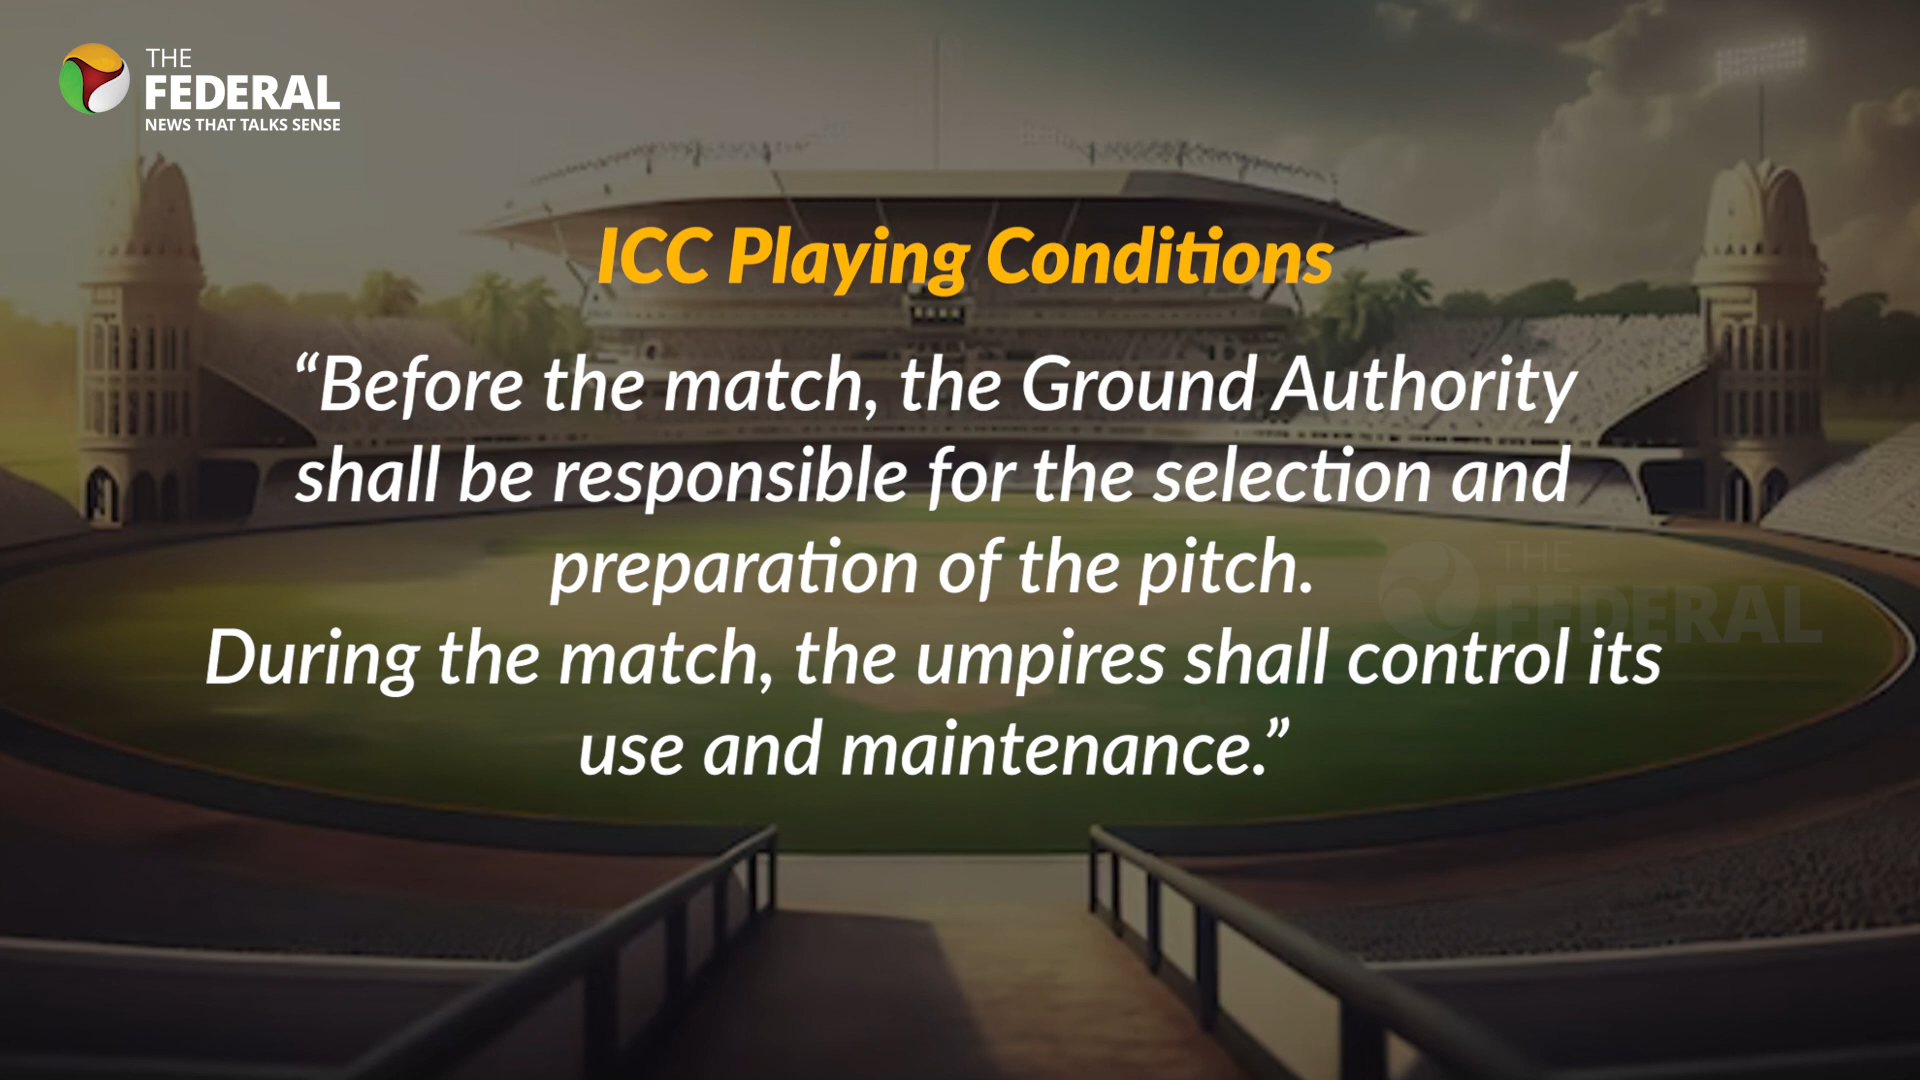 THE
FEDERAL
NEWS THAT TALKS SENSE
ICC Playing Conditions
“Before the match, the Ground Authority
shall be responsible for the selection and
preparation of the pitch.
THE
FEDERAL
During the match, the umpires shall control its
use and maintenance.”